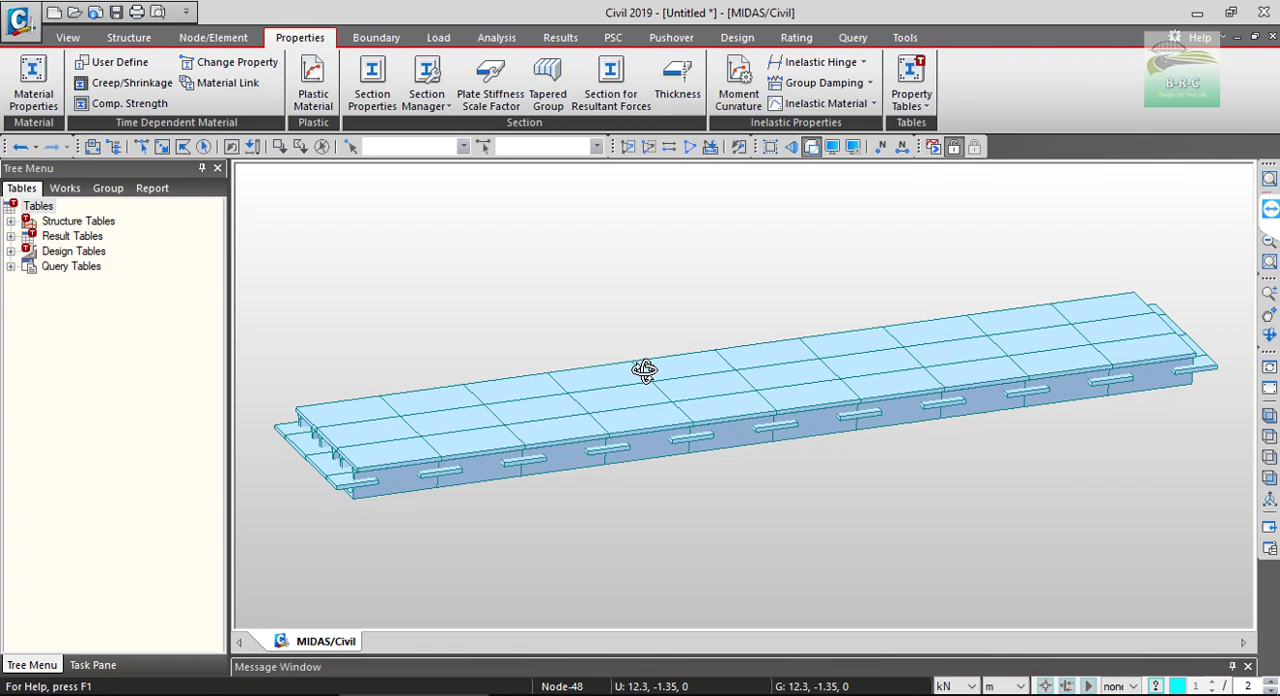 Civil 2019 - [Untitled *] - [MIDAS/Civil]
View Structure Node/Element Properties Boundary Load Analysis Results PSC Pushover Design Rating Query Tools Help
B-R-C
Material Properties
Material
User Define
Creep/Shrinkage
Comp. Strength
Change Property
Material Link
Time Dependent Material
Plastic Material
Plastic
Section Properties
Section Manager
Plate Stiffness Scale Factor
Tapered Group
Section for Resultant Forces
Thickness
Section
Moment Curvature
Inelastic Hinge
Group Damping
Inelastic Material
Inelastic Properties
Property Tables
Tables
Tree Menu
Tables Works Group Report
Tables
Structure Tables
Result Tables
Design Tables
Query Tables
MIDAS/Civil
Tree Menu Task Pane
Message Window
For Help, press F1 Node-48 U: 12.3, -1.35, 0 G: 12.3, -1.35, 0 kN m none 1 / 2